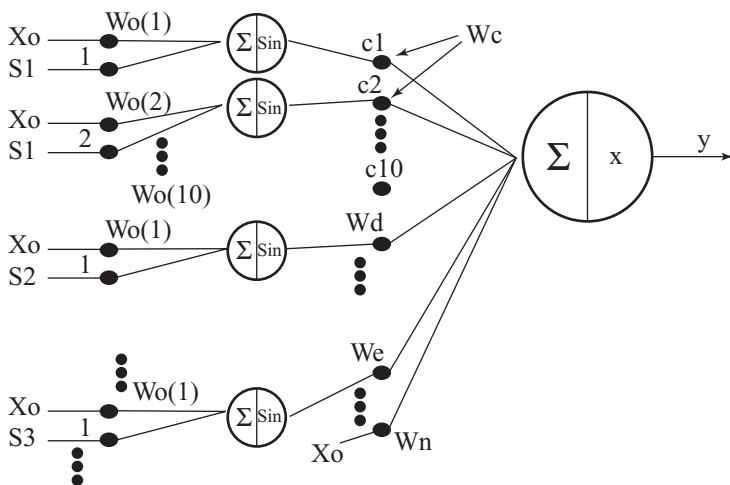 Xo Wo(1) Σ Sin c1 Wc
S1 1
Xo Wo(2) Σ Sin c2
S1 2
Wo(10) c10
Σ x y
Xo Wo(1) Σ Sin Wd
S2 1
We
Xo Wo(1) Σ Sin
S3 1
Xo Wn